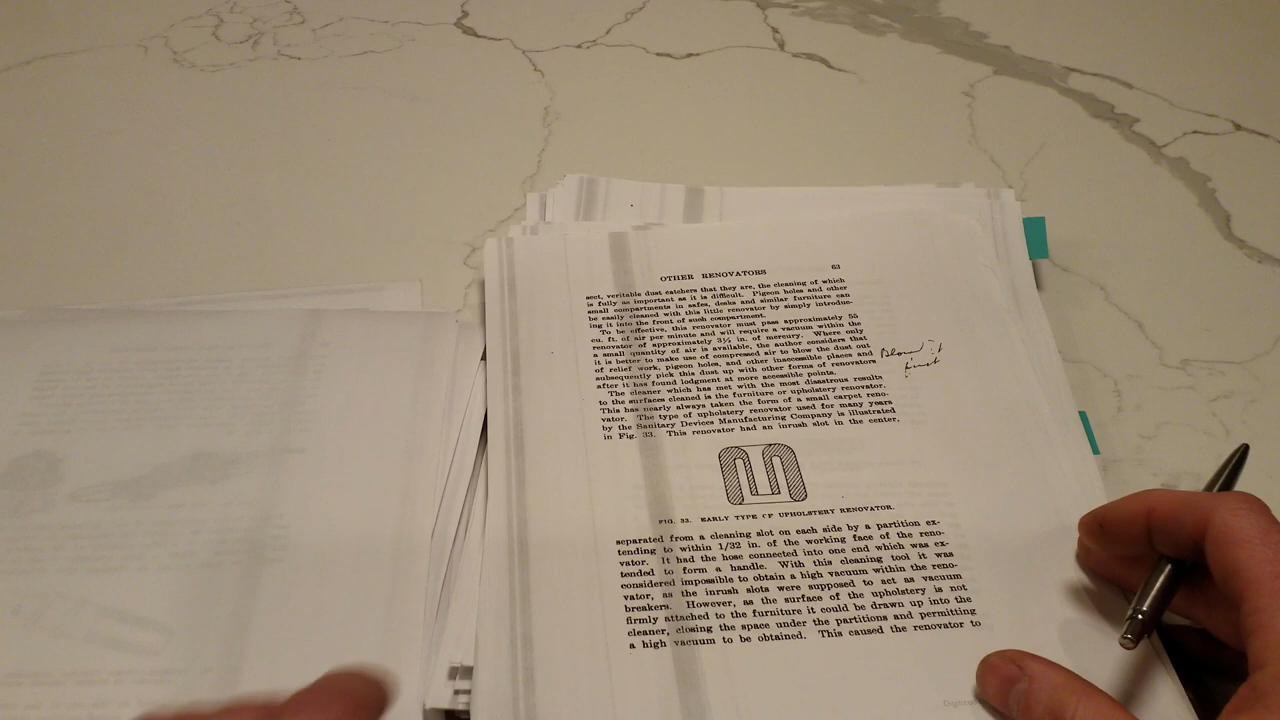 OTHER RENOVATORS 63
sect, veritable dust catchers that they are, the cleaning of which
is fully as important as it is difficult. Pigeon holes and other
small compartments in safes, desks and similar furniture can
be easily cleaned with this little renovator by simply introduc-
ing it into the front of such compartment.
To be effective, this renovator must pass approximately 55
cu. ft. of air per minute and will require a vacuum within the
renovator of approximately 3½ in. of mercury. Where only
a small quantity of air is available, the author considers that
it is better to make use of compressed air to blow the dust out
of relief work, pigeon holes, and other inaccessible places and
subsequently pick this dust up with other forms of renovators
after it has found lodgment at more accessible points.
Blow it
first
The cleaner which has met with the most disastrous results
to the surfaces cleaned is the furniture or upholstery renovator.
This has nearly always taken the form of a small carpet reno-
vator. The type of upholstery renovator used for many years
by the Sanitary Devices Manufacturing Company is illustrated
in Fig. 33. This renovator had an inrush slot in the center,
FIG. 33. EARLY TYPE OF UPHOLSTERY RENOVATOR.
separated from a cleaning slot on each side by a partition ex-
tending to within 1/32 in. of the working face of the reno-
vator. It had the hose connected into one end which was ex-
tended to form a handle. With this cleaning tool it was
considered impossible to obtain a high vacuum within the reno-
vator, as the inrush slots were supposed to act as vacuum
breakers. However, as the surface of the upholstery is not
firmly attached to the furniture it could be drawn up into the
cleaner, closing the space under the partitions and permitting
a high vacuum to be obtained. This caused the renovator to